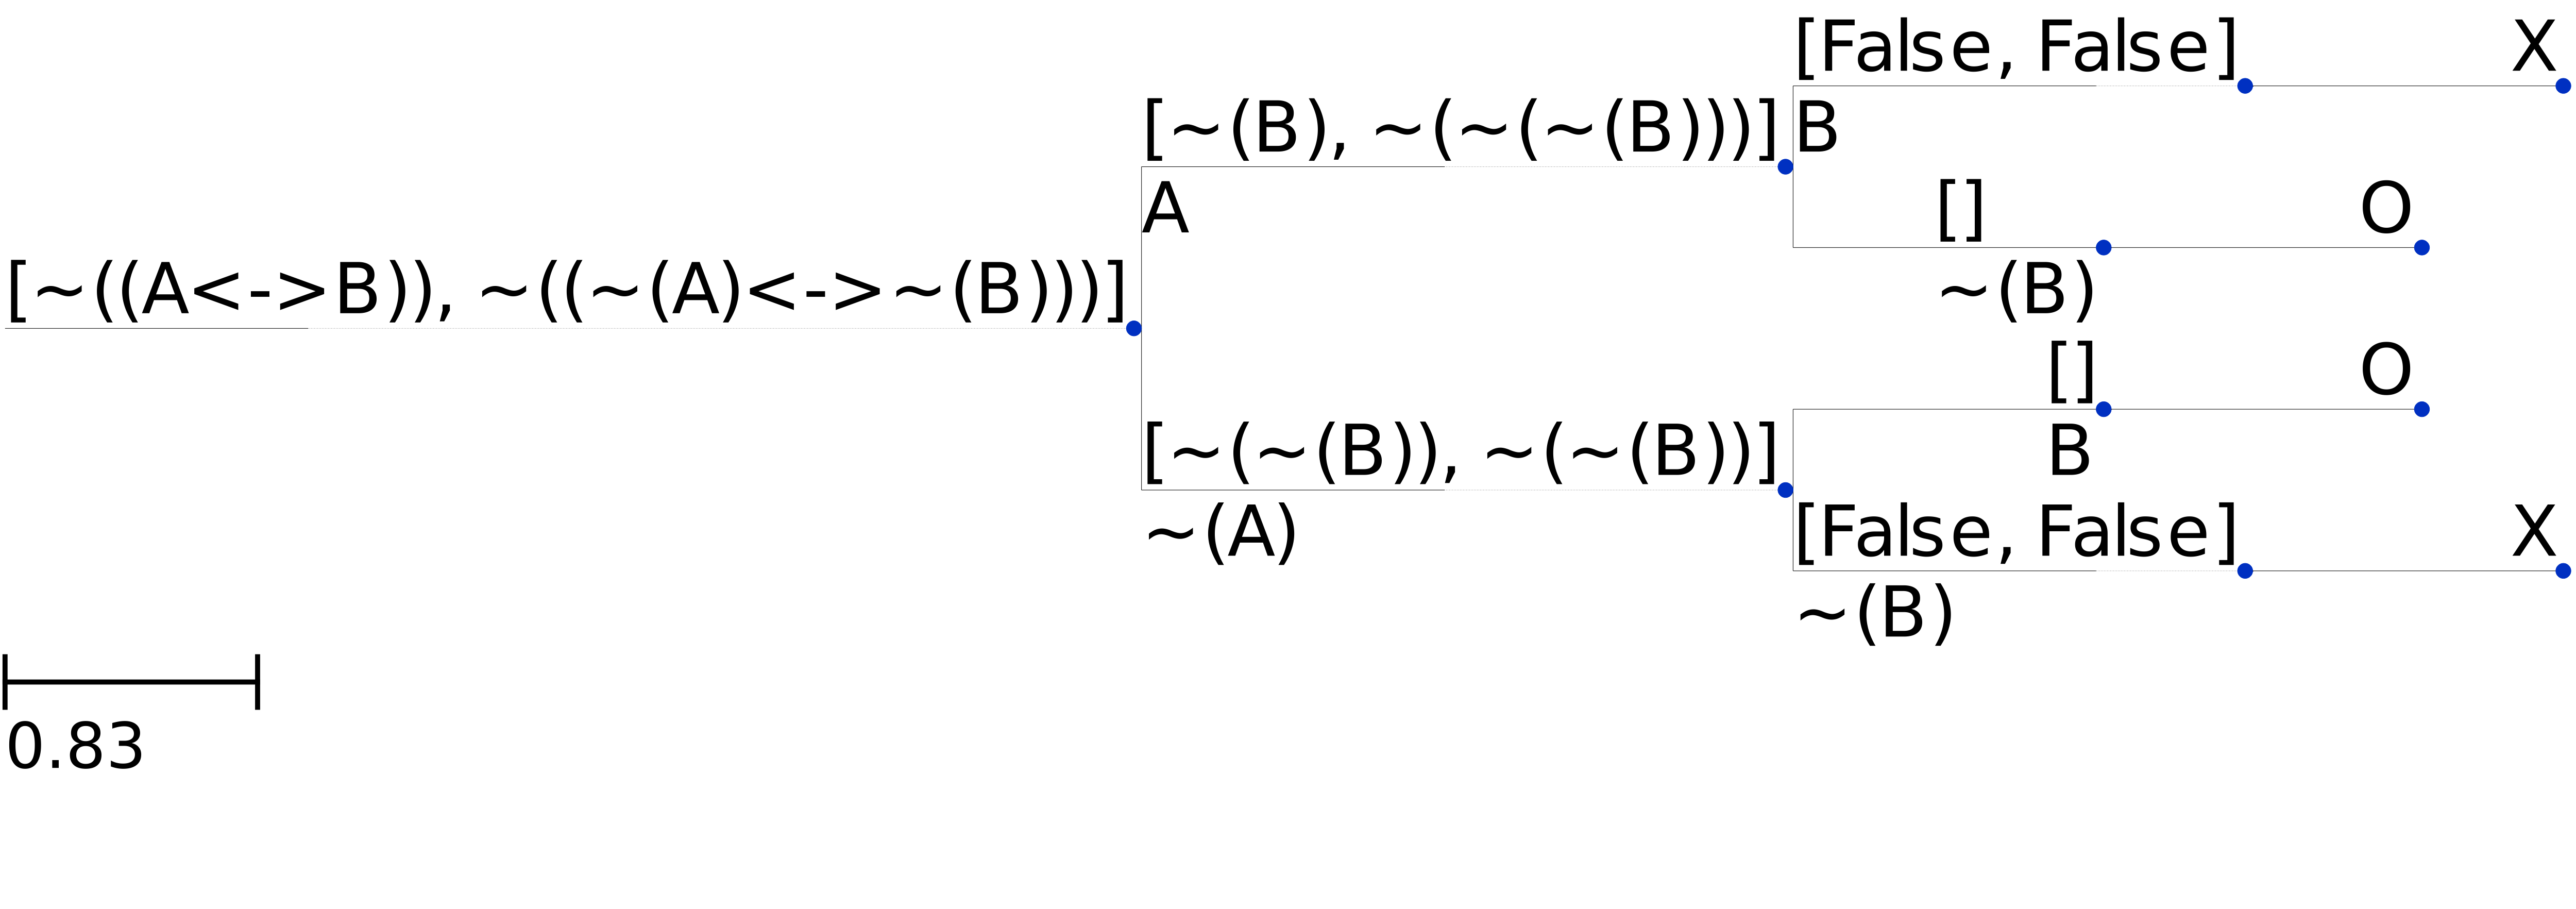 [False, False]
X
[~(B), ~(~(~(B)))]
B
A
[]
O
[~((A<->B)), ~((~(A)<->~(B)))]
~(B)
[]
O
[~(~(B)), ~(~(B))]
B
~(A)
[False, False]
X
~(B)
0.83